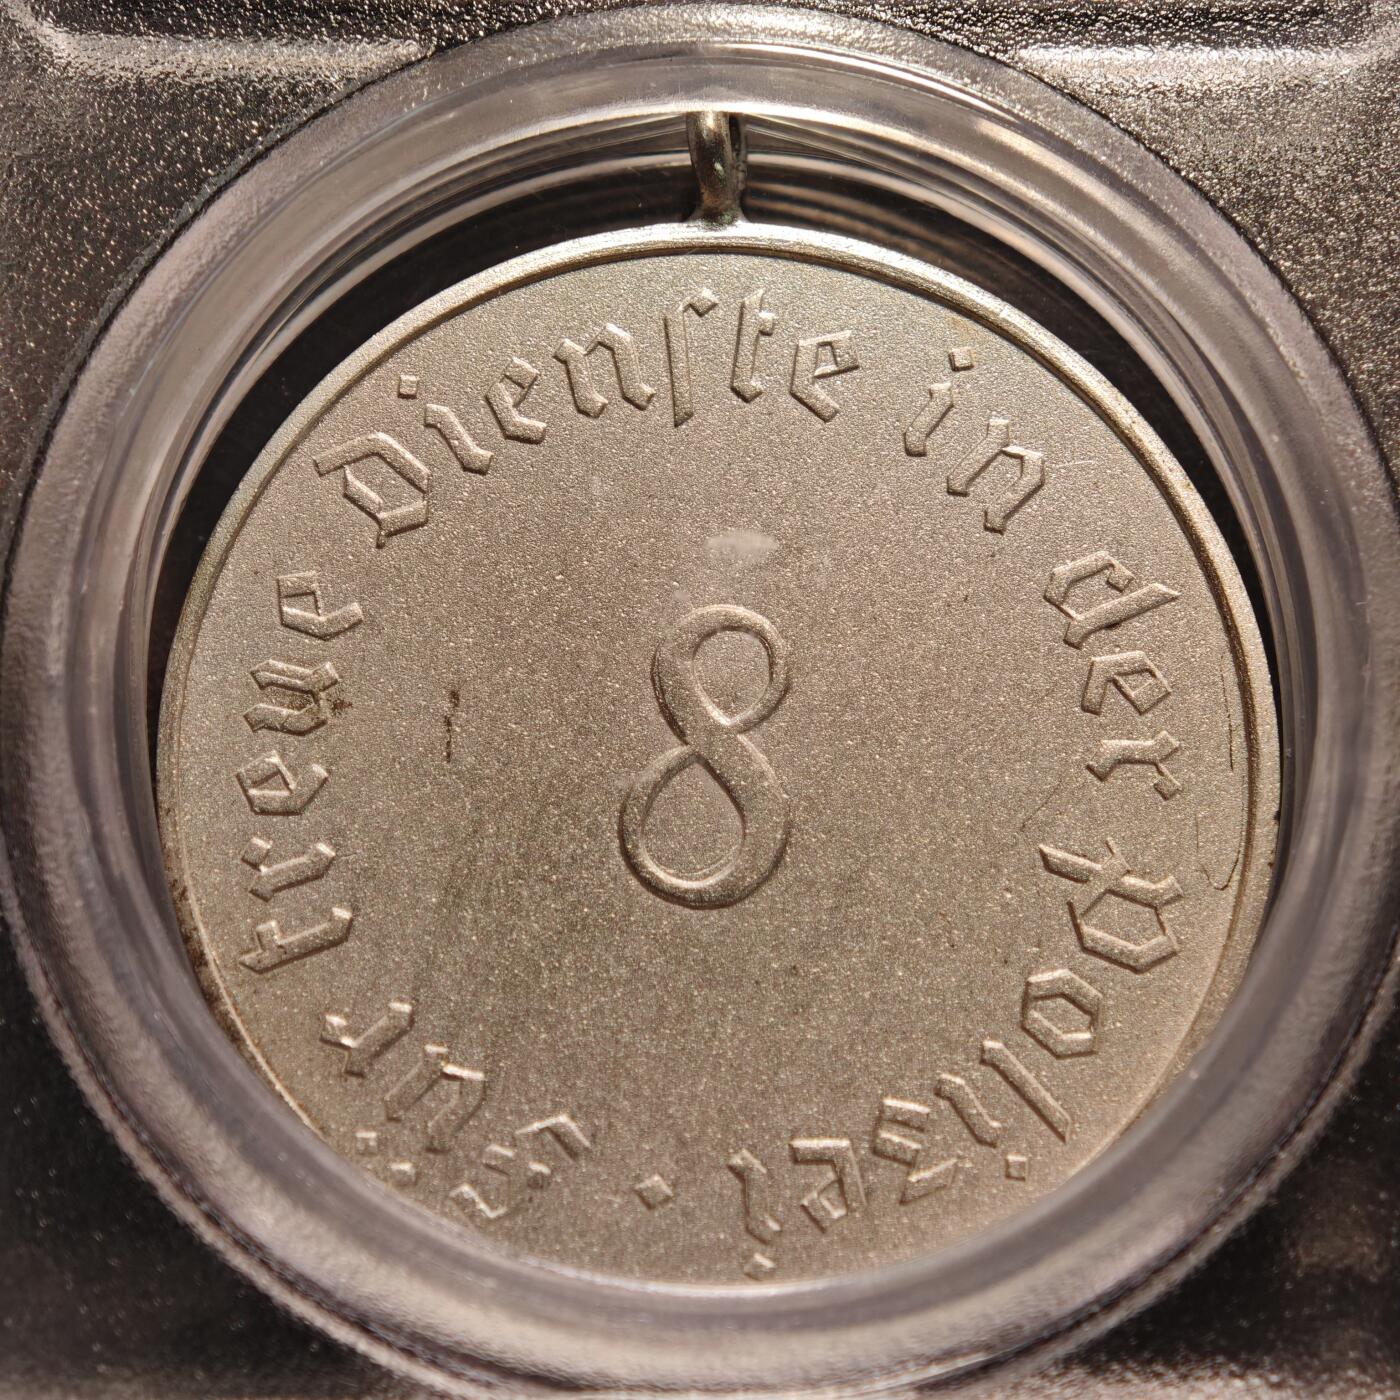 Für treue Dienste in der Polizei ·
8